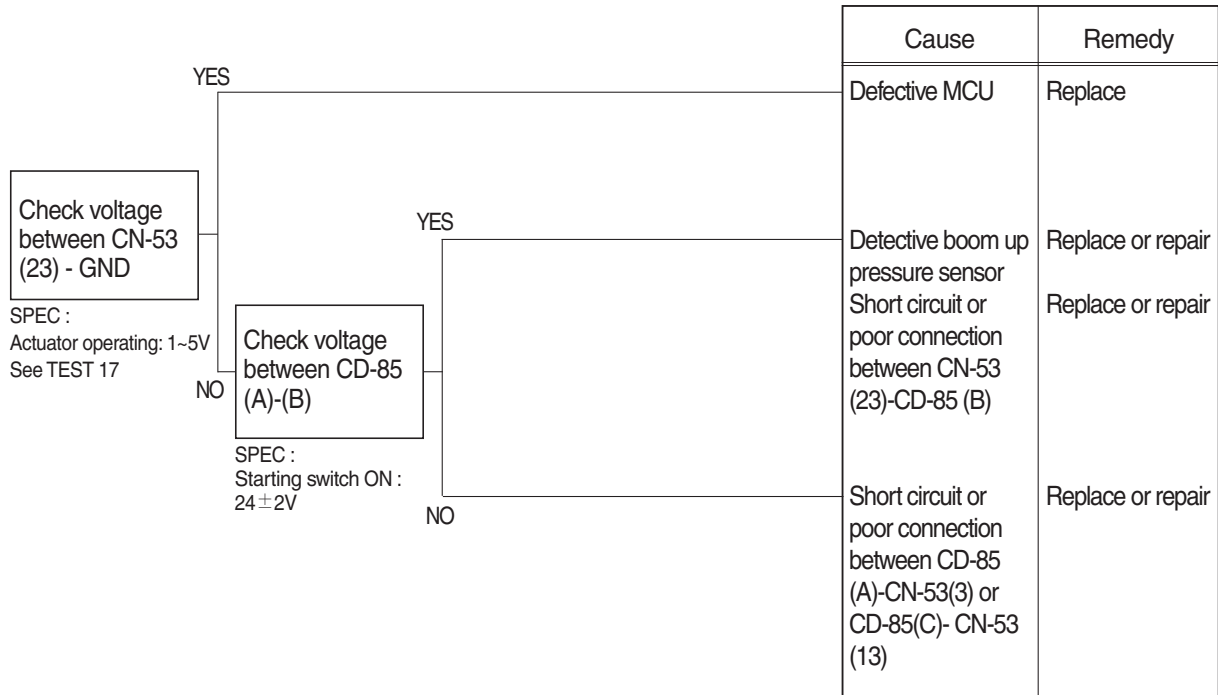 Cause
Remedy
YES
Defective MCU
Replace
Check voltage
between CN-53
(23) - GND
SPEC :
Actuator operating: 1~5V
See TEST 17
NO
YES
Detective boom up
pressure sensor
Replace or repair
Short circuit or
poor connection
between CN-53
(23)-CD-85 (B)
Replace or repair
Check voltage
between CD-85
(A)-(B)
SPEC :
Starting switch ON :
24±2V
NO
Short circuit or
poor connection
between CD-85
(A)-CN-53(3) or
CD-85(C)- CN-53
(13)
Replace or repair